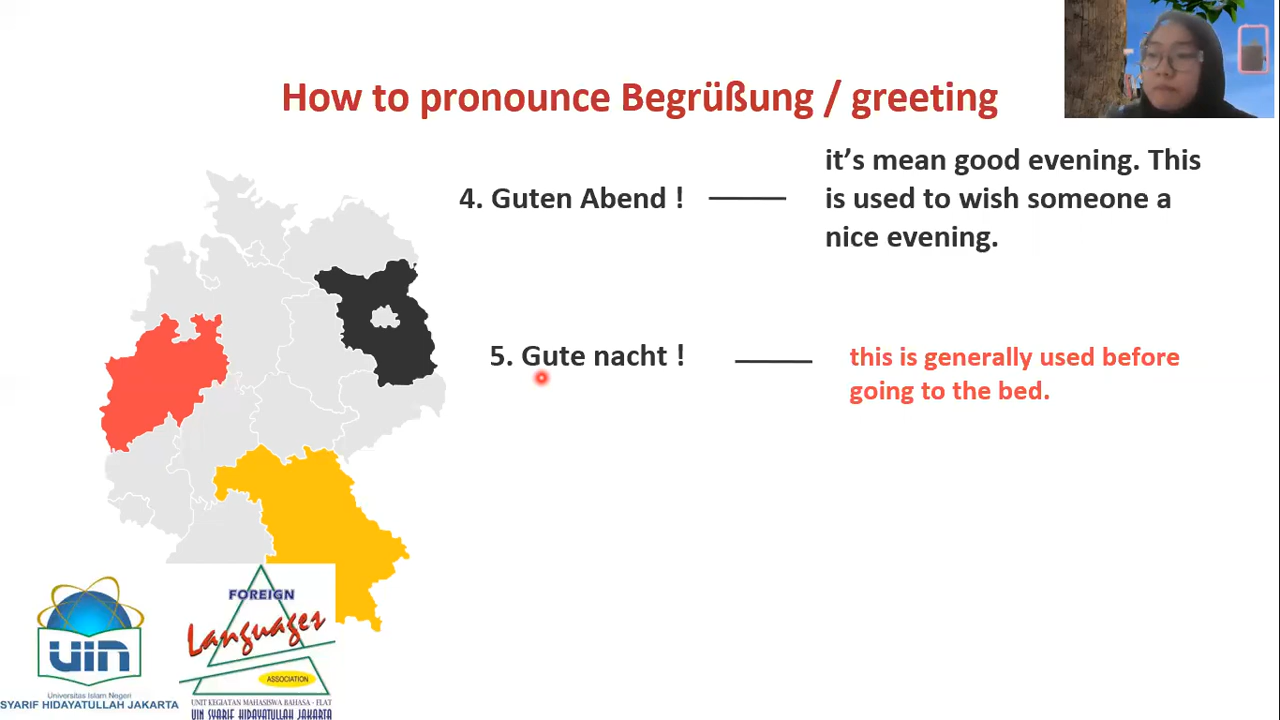 How to pronounce Begrüßung / greeting
4. Guten Abend !
it’s mean good evening. This
is used to wish someone a
nice evening.
5. Gute nacht !
this is generally used before
going to the bed.
uin
Universitas Islam Negeri
SYARIF HIDAYATULLAH JAKARTA
FOREIGN
Languages
ASSOCIATION
UNIT KEGIATAN MAHASISWA BAHASA - FLAT
UIN SYARIF HIDAYATULLAH JAKARTA